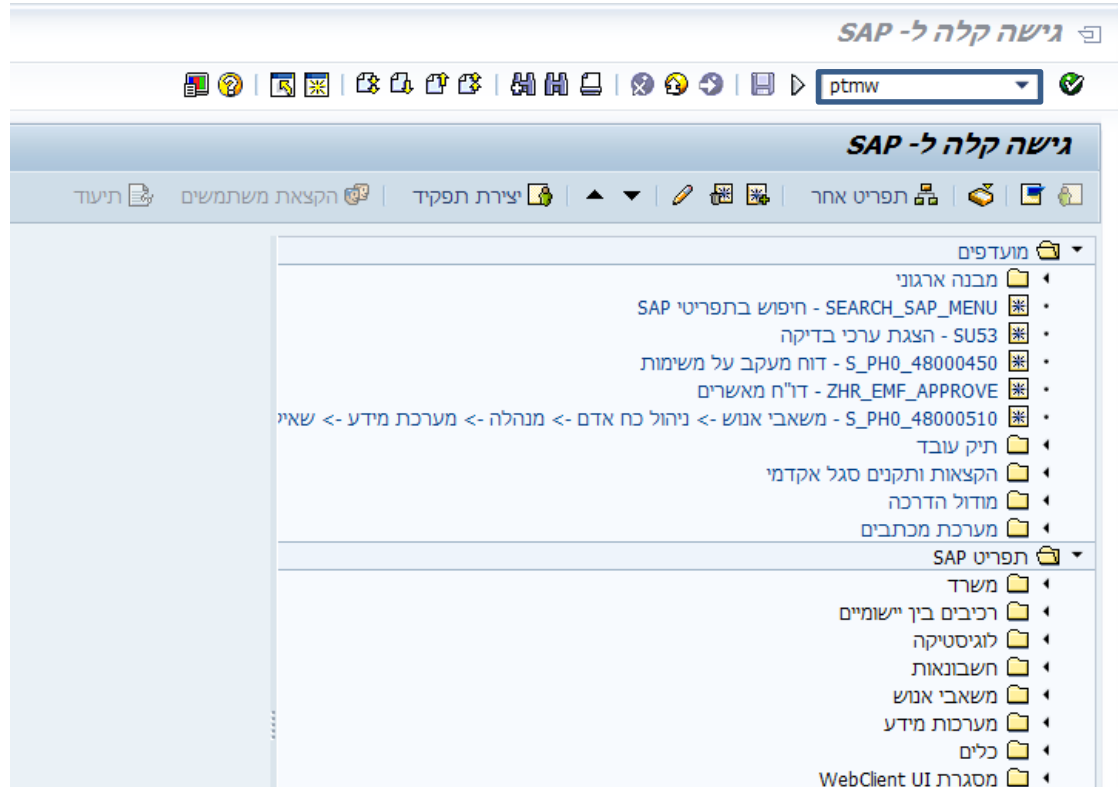 גישה קלה ל- SAP
ptmw
גישה קלה ל- SAP
תפריט אחר יצירת תפקיד הקצאת משתמשים תיעוד
מועדפים
מבנה ארגוני
SEARCH_SAP_MENU - חיפוש בתפריטי SAP
SU53 - הצגת ערכי בדיקה
S_PH0_48000450 - דוח מעקב על משימות
ZHR_EMF_APPROVE - דו"ח מאשרים
S_PH0_48000510 - משאבי אנוש -> ניהול כח אדם -> מנהלה -> מערכת מידע -> שאיל
תיק עובד
הקצאות ותקנים סגל אקדמי
מודול הדרכה
מערכת מכתבים
תפריט SAP
משרד
רכיבים בין יישומיים
לוגיסטיקה
חשבונאות
משאבי אנוש
מערכות מידע
כלים
מסגרת WebClient UI